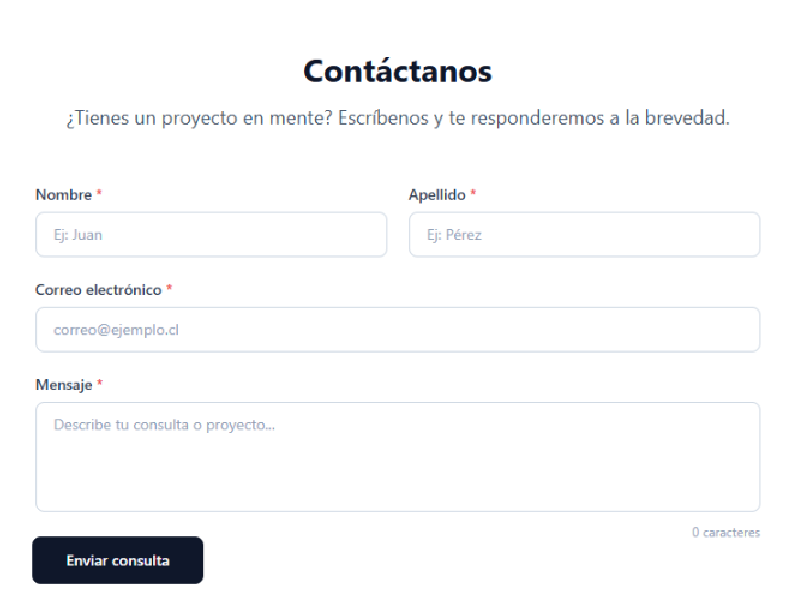 Contáctanos
¿Tienes un proyecto en mente? Escríbenos y te responderemos a la brevedad.
Nombre *
Apellido *
Ej: Juan
Ej: Pérez
Correo electrónico *
correo@ejemplo.cl
Mensaje *
Describe tu consulta o proyecto...
0 caracteres
Enviar consulta